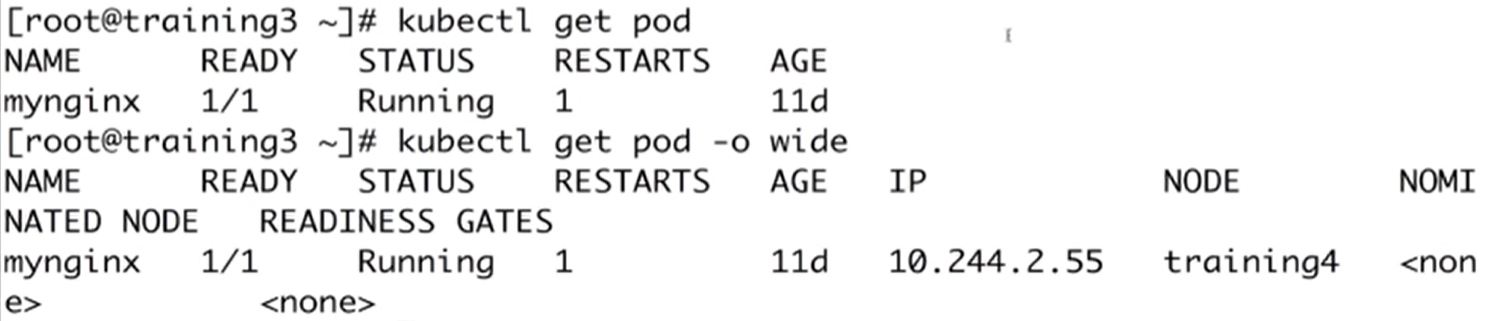 [root@training3 ~]# kubectl get pod
NAME READY STATUS RESTARTS AGE
mynginx 1/1 Running 1 11d
[root@training3 ~]# kubectl get pod -o wide
NAME READY STATUS RESTARTS AGE IP NODE NOMI
NATED NODE READINESS GATES
mynginx 1/1 Running 1 11d 10.244.2.55 training4 <non
e> <none>